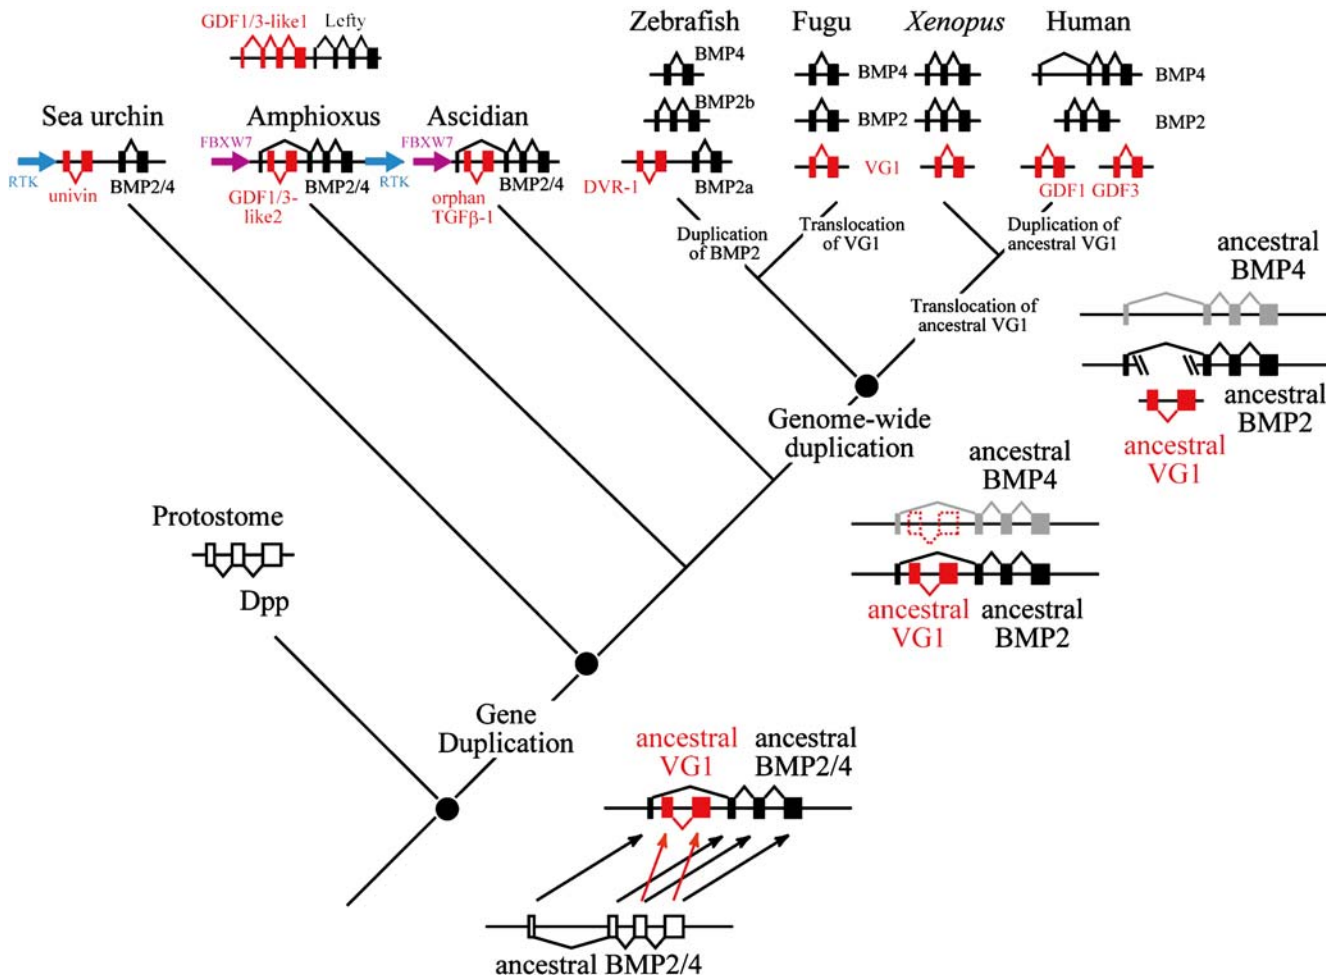 GDF1/3-like1
Lefty
Zebrafish
Fugu
Xenopus
Human
BMP4
BMP4
BMP4
BMP2b
BMP2
BMP2
Sea urchin
Amphioxus
Ascidian
FBXW7
FBXW7
RTK
univin
BMP2/4
GDF1/3-
like2
BMP2/4
RTK
orphan
TGFβ-1
BMP2/4
DVR-1
BMP2a
VG1
GDF1
GDF3
Duplication
of BMP2
Translocation
of VG1
Duplication of
ancestral VG1
Translocation of
ancestral VG1
ancestral
BMP4
ancestral
BMP2
ancestral
VG1
Genome-wide
duplication
ancestral
BMP4
ancestral
VG1
ancestral
BMP2
Protostome
Dpp
Gene
Duplication
ancestral
VG1
ancestral
BMP2/4
ancestral BMP2/4